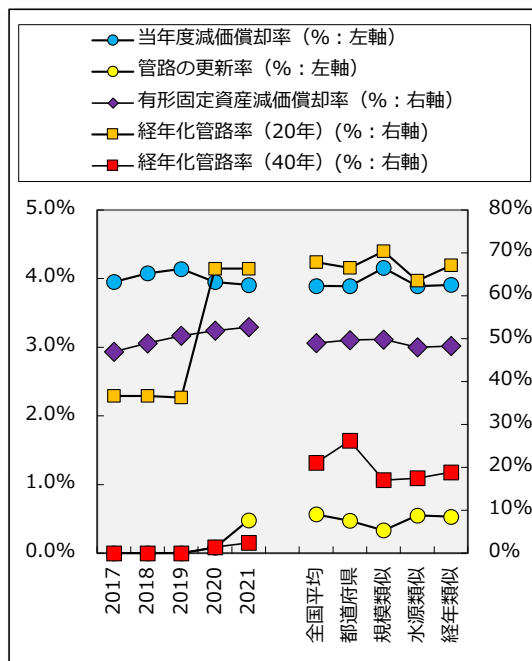 当年度減価償却率（%：左軸）
管路の更新率（%：左軸）
有形固定資産減価償却率（%：右軸）
経年化管路率（20年）(%：右軸)
経年化管路率（40年）(%：右軸)
5.0%
4.0%
3.0%
2.0%
1.0%
0.0%
80%
70%
60%
50%
40%
30%
20%
10%
0%
2017
2018
2019
2020
2021
全国平均
都道府県
規模類似
水源類似
経年類似